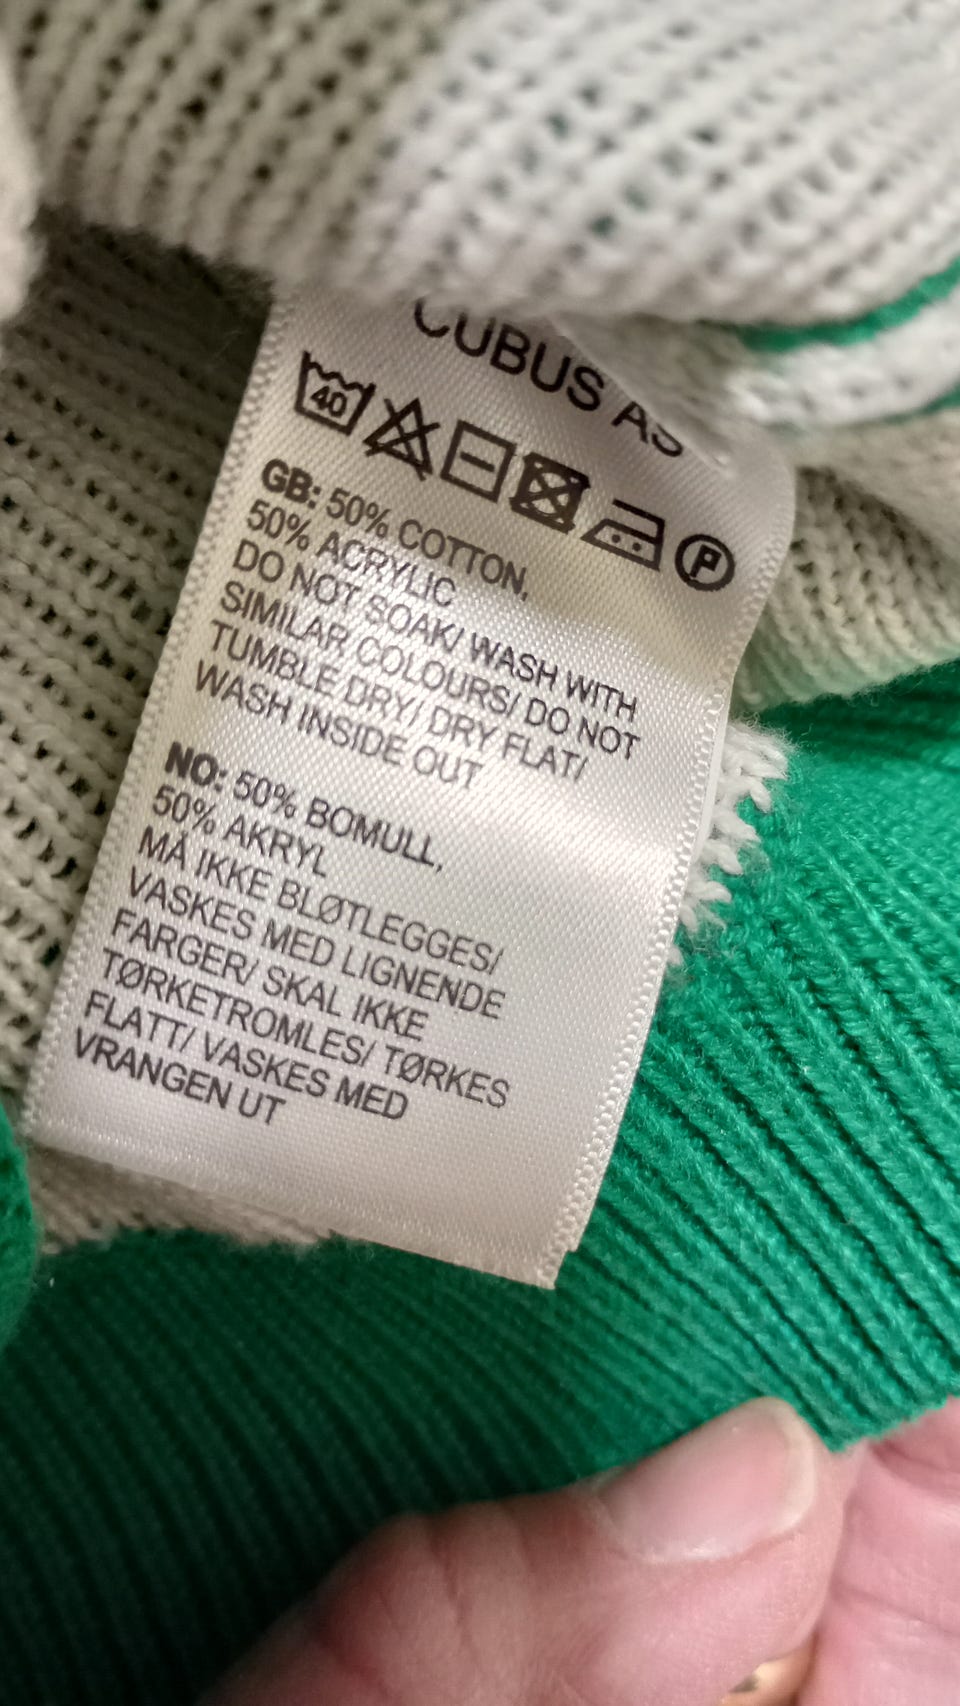 CUBUS AS
40
P
GB: 50% COTTON,
50% ACRYLIC
DO NOT SOAK/ WASH WITH
SIMILAR COLOURS/ DO NOT
TUMBLE DRY/ DRY FLAT/
WASH INSIDE OUT
NO: 50% BOMULL,
50% AKRYL
MÅ IKKE BLØTLEGGES/
VASKES MED LIGNENDE
FARGER/ SKAL IKKE
TØRKETROMLES/ TØRKES
FLATT/ VASKES MED
VRANGEN UT